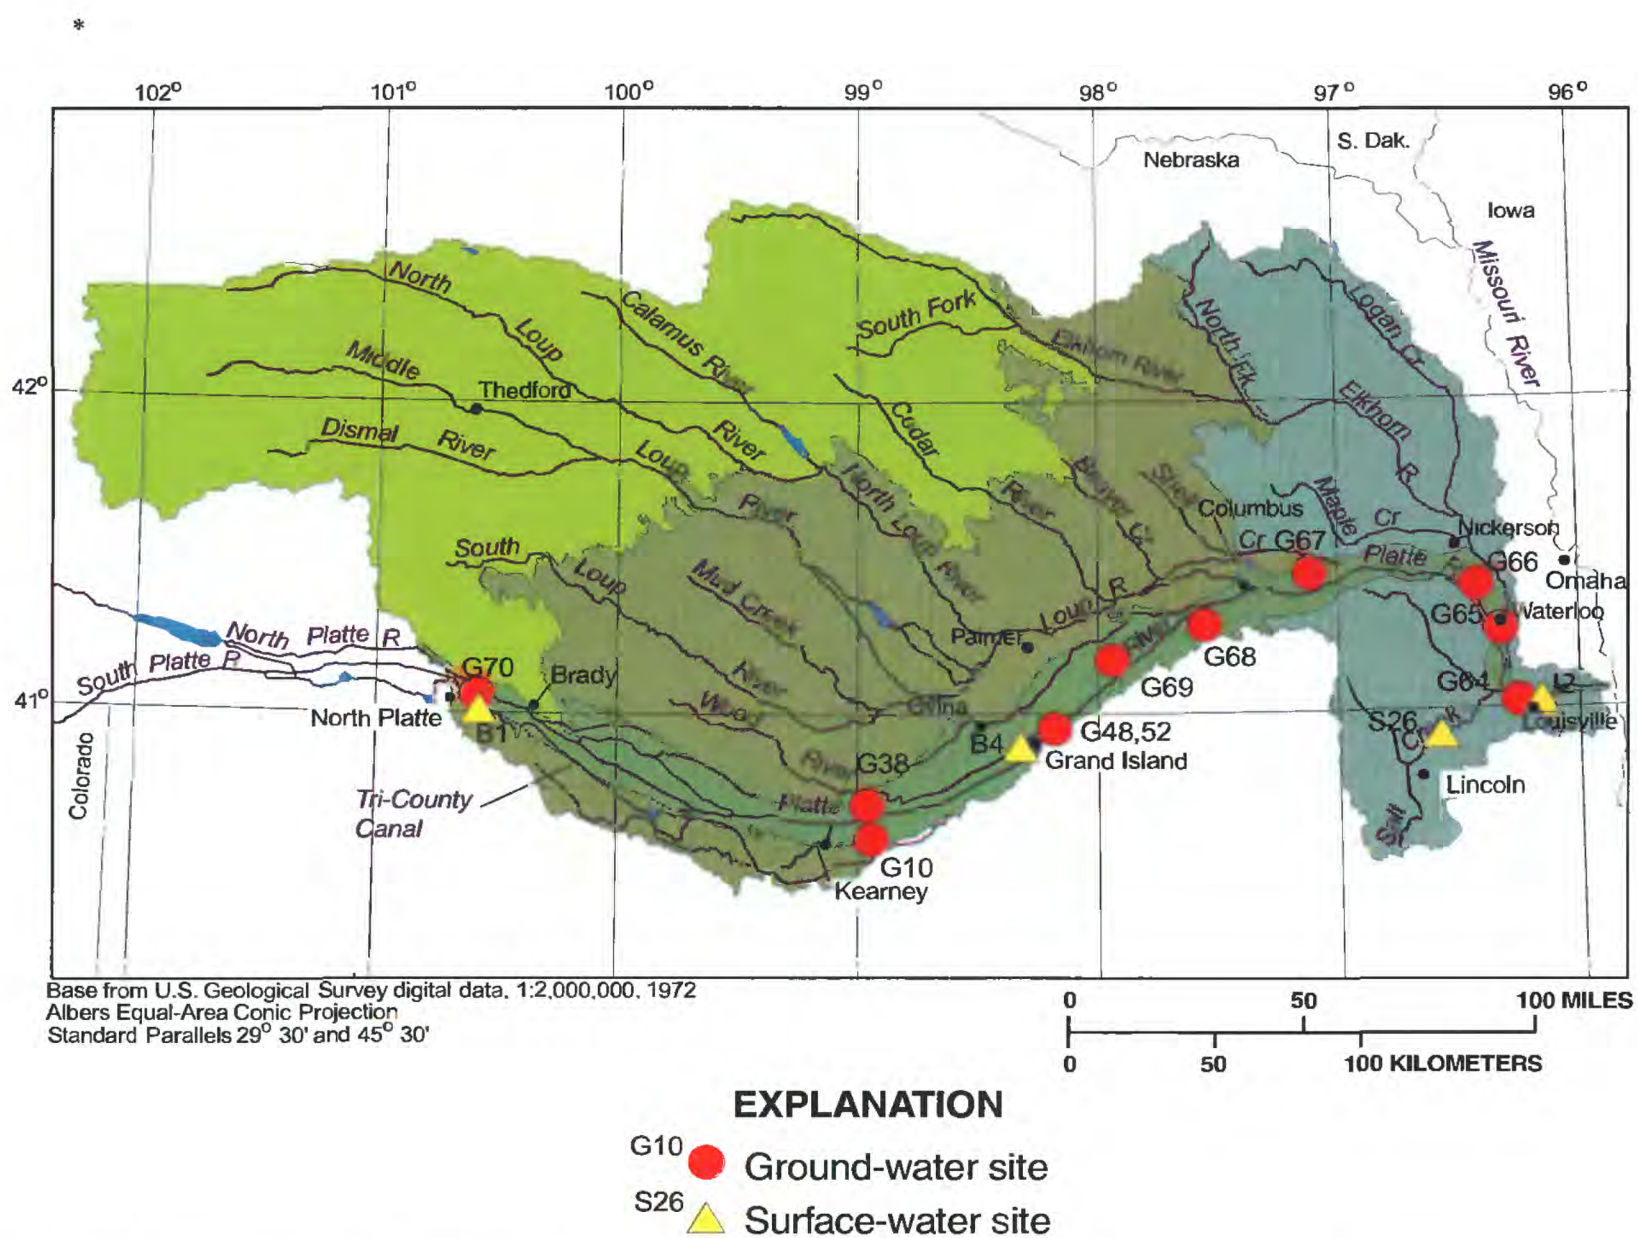 *
102° 101° 100° 99° 98° 97° 96°
S. Dak.
Nebraska
Iowa
Missouri River
North
Loup
River
Calamus River
South Fork
Elkhorn River
North Fk
Logan Cr
42°
Middle
Thedford
Loup
River
Dismal River
Cedar
River
Elkhorn
R
North Loup
River
Beaver Cr
Shell
Cr
Columbus
Maple
Cr
Nickerson
G67
Platte
G66
Omaha
South
Loup
River
Mud Creek
Loup R
G65
Waterloo
North Platte R
South Platte R
Palmer
River
G68
G70
Brady
G69
G64
41°
North Platte
B1
Wood
River
B4
G48,52
Grand Island
S26
Louisville
Lincoln
Salt
G38
Colorado
Tri-County
Canal
Platte
G10
Kearney
Base from U.S. Geological Survey digital data, 1:2,000,000, 1972
Albers Equal-Area Conic Projection
Standard Parallels 29° 30' and 45° 30'
0 50 100 MILES
0 50 100 KILOMETERS
EXPLANATION
G10 Ground-water site
S26 Surface-water site